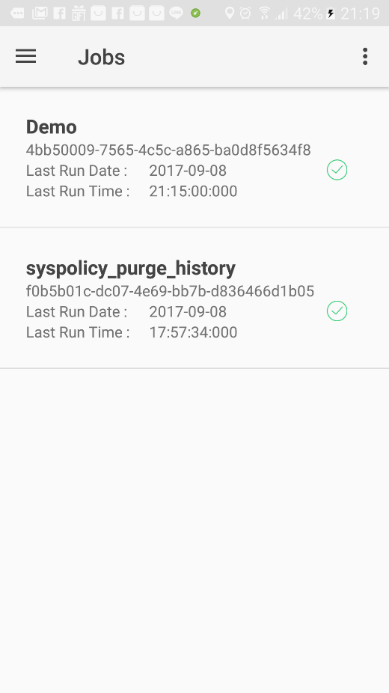 42% 21:19
Jobs
Demo
4bb50009-7565-4c5c-a865-ba0d8f5634f8
Last Run Date : 2017-09-08
Last Run Time : 21:15:00:000
syspolicy_purge_history
f0b5b01c-dc07-4e69-bb7b-d836466d1b05
Last Run Date : 2017-09-08
Last Run Time : 17:57:34:000